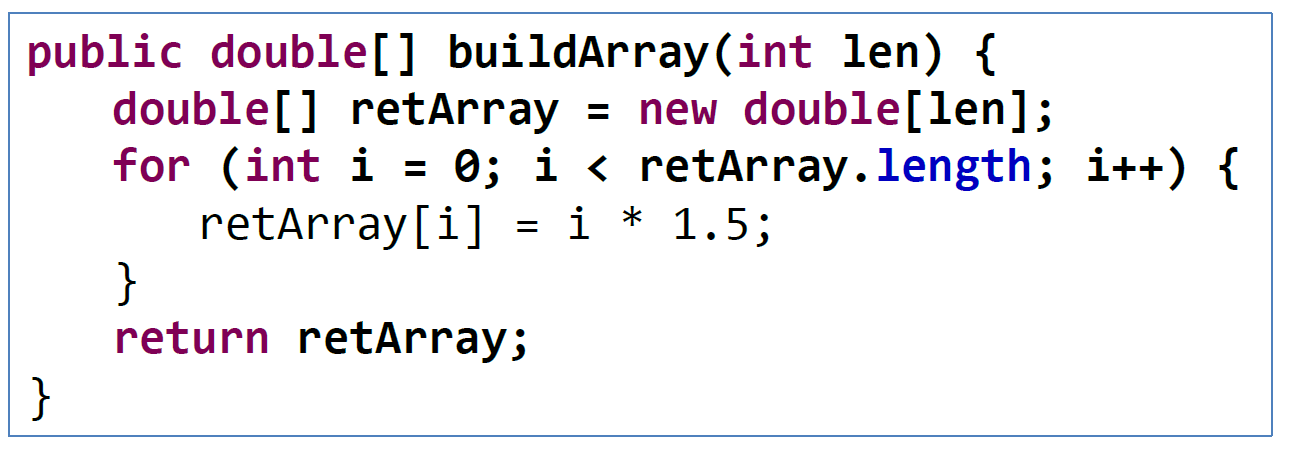 public double[] buildArray(int len) {
double[] retArray = new double[len];
for (int i = 0; i < retArray.length; i++) {
retArray[i] = i * 1.5;
}
return retArray;
}